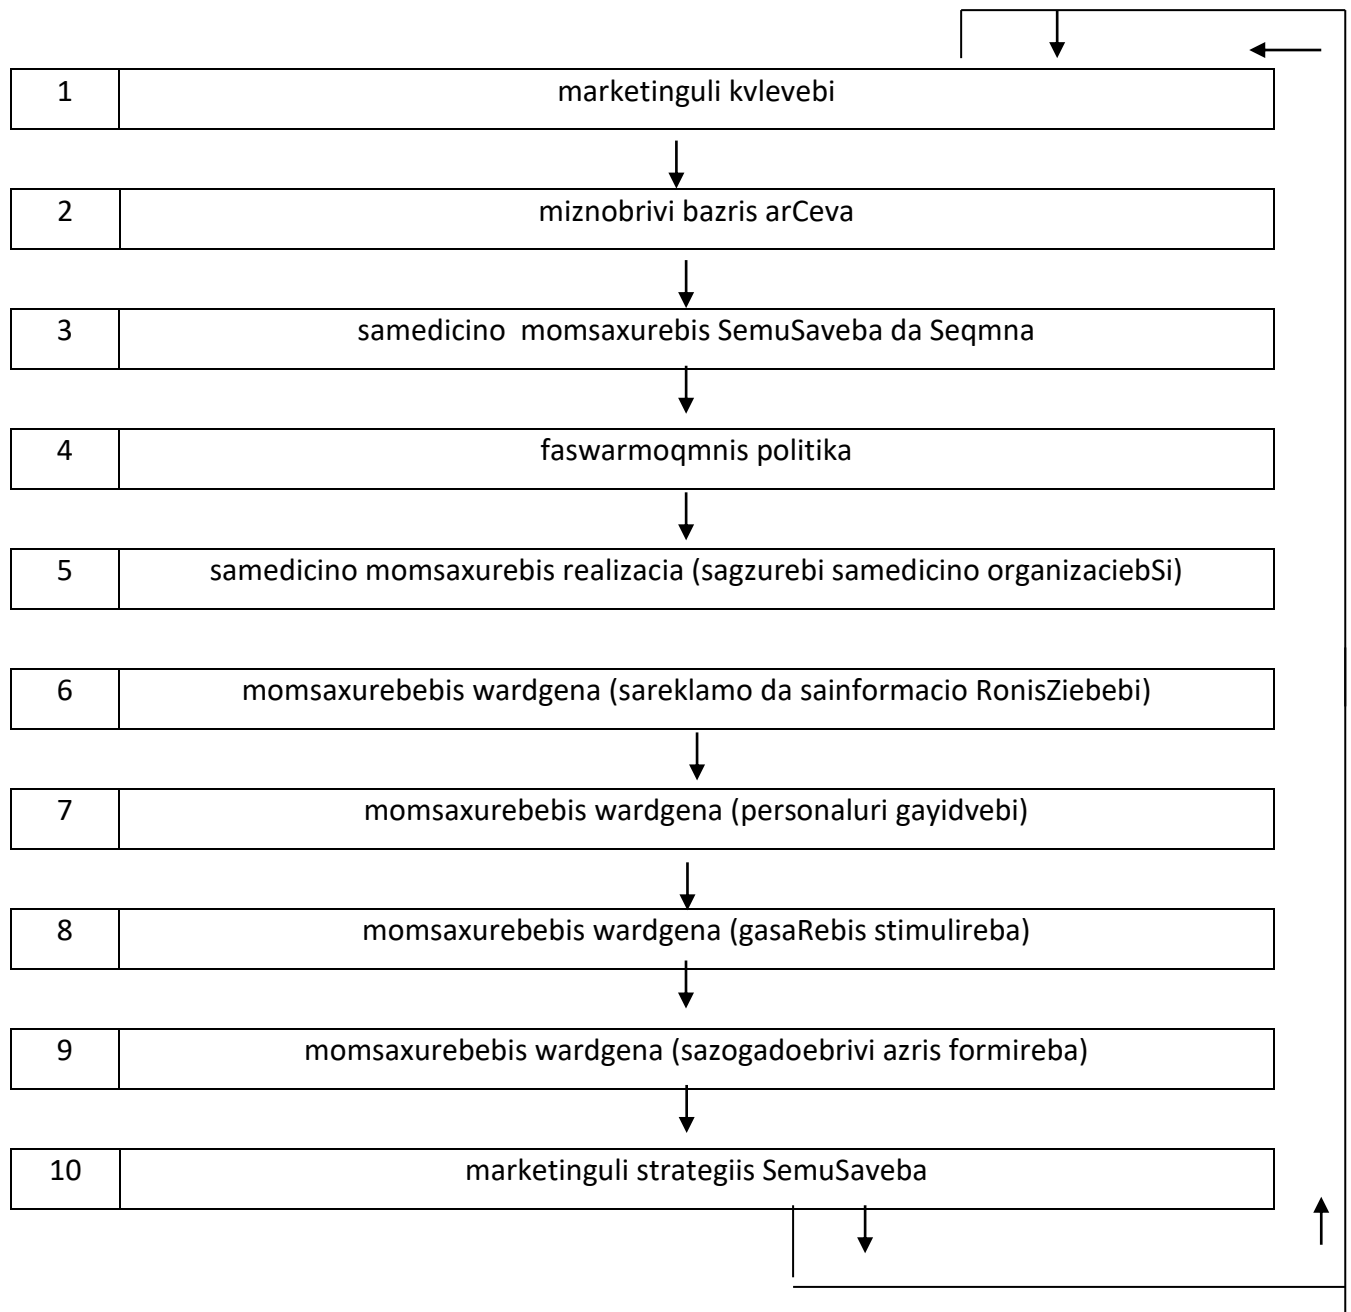 1 marketinguli kvlevebi
2 miznobrivi bazris arCeva
3 samedicino momsaxurebis SemuSaveba da Seqmna
4 faswarmoqmnis politika
5 samedicino momsaxurebis realizacia (sagzurebi samedicino organizaciebSi)
6 momsaxurebebis wardgena (sareklamo da sainformacio RonisZiebebi)
7 momsaxurebebis wardgena (personaluri gayidvebi)
8 momsaxurebebis wardgena (gasaRebis stimulireba)
9 momsaxurebebis wardgena (sazogadoebrivi azris formireba)
10 marketinguli strategiis SemuSaveba